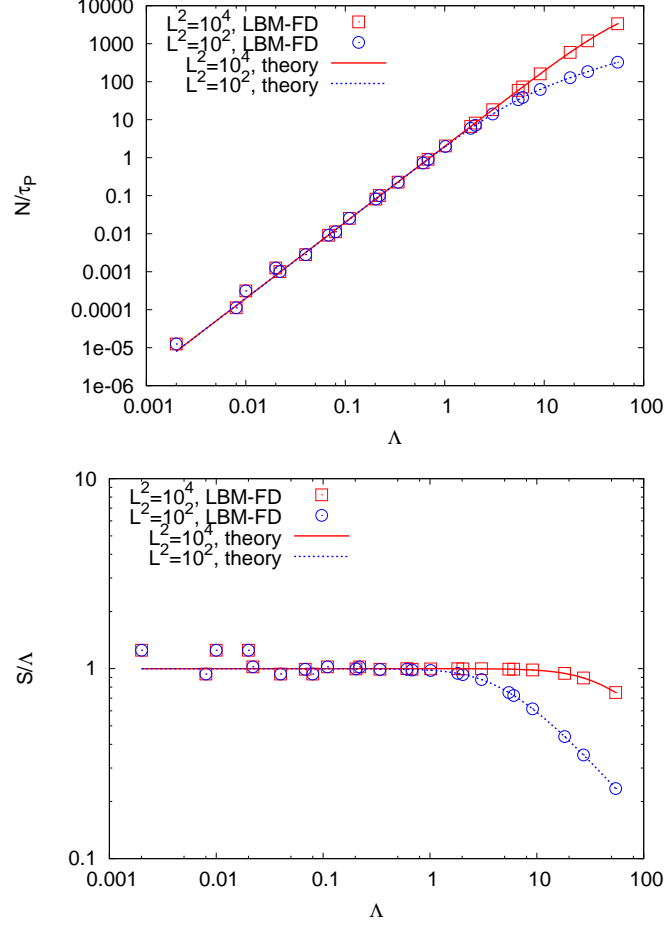 10000
1000
100
10
1
0.1
0.01
0.001
0.0001
1e-05
1e-06
N/τP
L²=10⁴, LBM-FD
L²=10², LBM-FD
L²=10⁴, theory
L²=10², theory
0.001 0.01 0.1 1 10 100
Λ
10
1
0.1
S/Λ
L²=10⁴, LBM-FD
L²=10², LBM-FD
L²=10⁴, theory
L²=10², theory
0.001 0.01 0.1 1 10 100
Λ